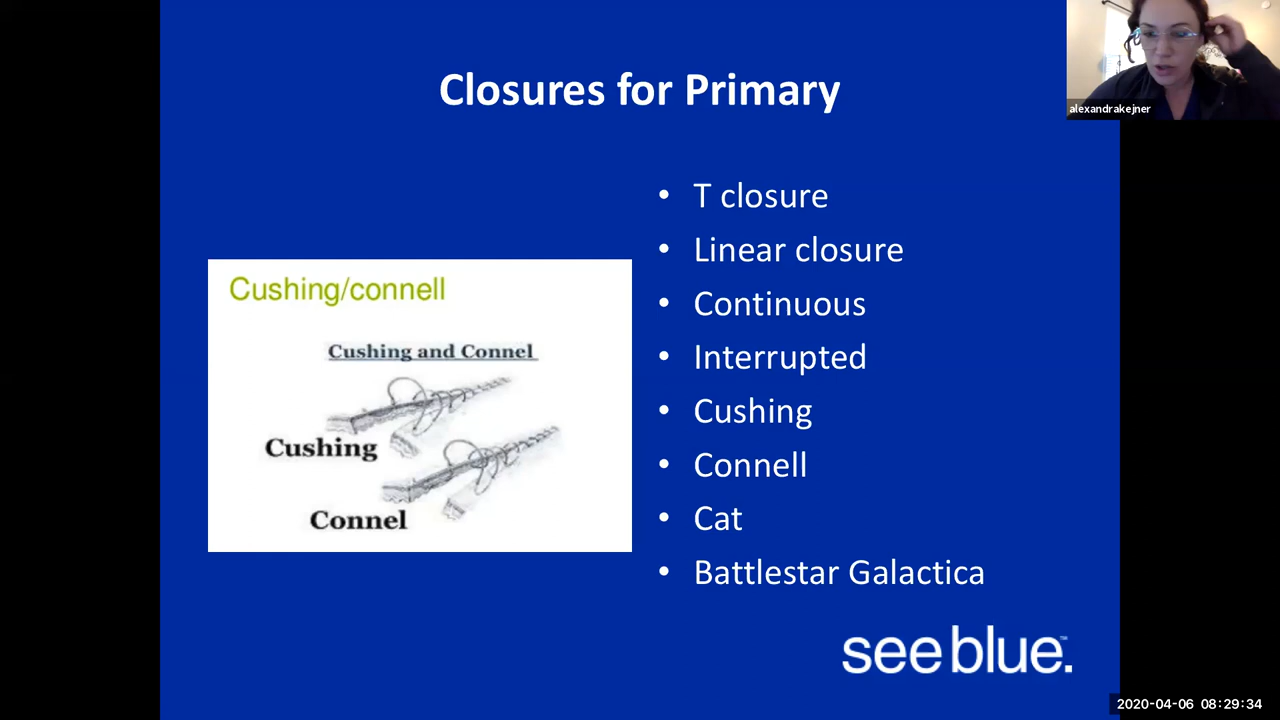 Closures for Primary
alexandrakejner
• T closure
• Linear closure
• Continuous
• Interrupted
• Cushing
• Connell
• Cat
• Battlestar Galactica
Cushing/connell
Cushing and Connel
Cushing
Connel
see blue.™
2020-04-06 08:29:34